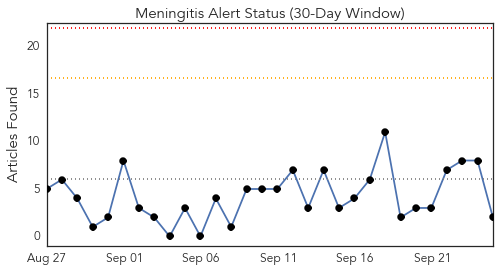 Meningitis Alert Status (30-Day Window)
Articles Found
20
15
10
5
0
Aug 27 Sep 01 Sep 06 Sep 11 Sep 16 Sep 21